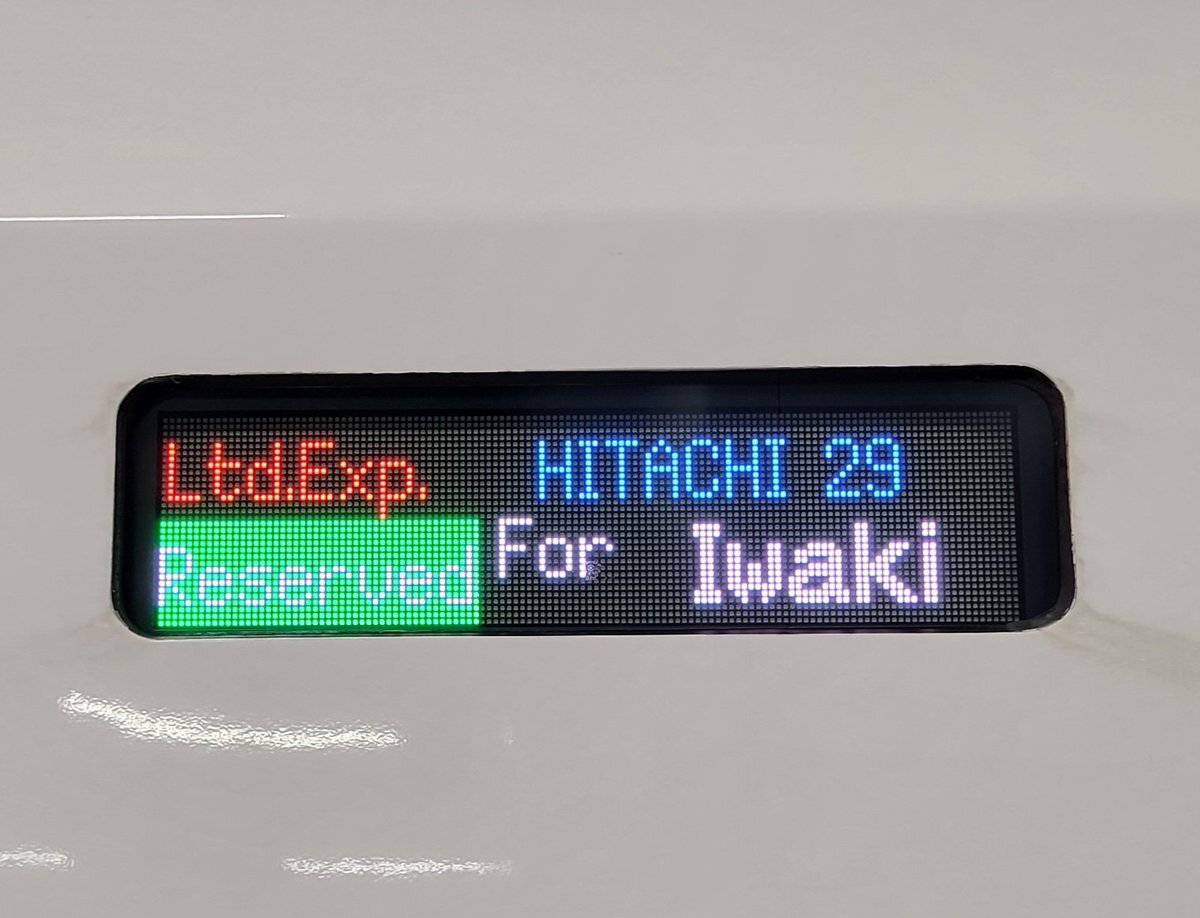 Ltd.Exp. HITACHI 29
Reserved For Iwaki